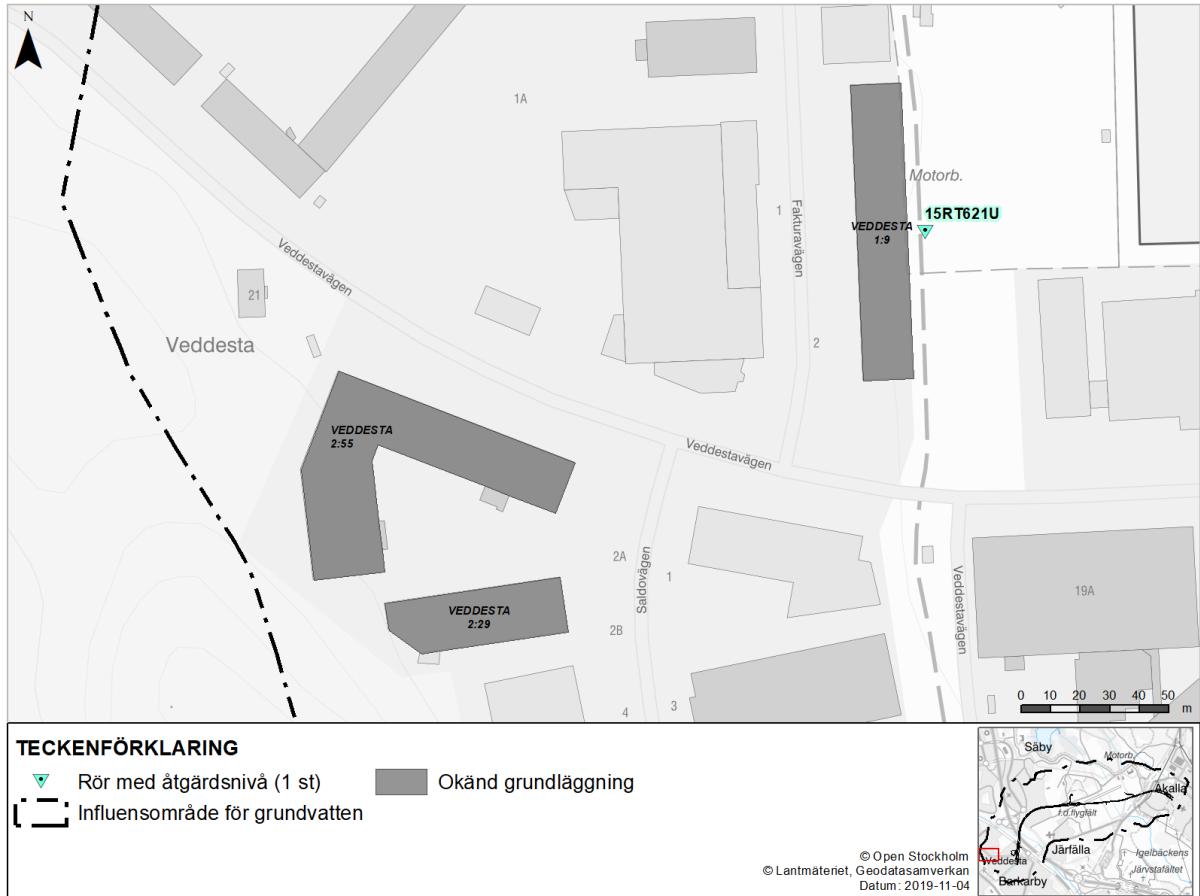 N
1A
Motorb.
15RT621U
1
Fakturavägen
VEDDESTA
1:9
Veddestavägen
21
2
Veddesta
VEDDESTA
2:55
Veddestavägen
2A
Saldovägen
1
VEDDESTA
2:29
2B
Veddestavägen
19A
4
3
0 10 20 30 40 50
m
TECKENFÖRKLARING
Rör med åtgärdsnivå (1 st)
Okänd grundläggning
Influensområde för grundvatten
Säby
Motorb.
Akalla
f.d.flygfält
Järfälla
Igelbäckens
Veddesta
Järvstafältet
Barkarby
© Open Stockholm
© Lantmäteriet, Geodatasamverkan
Datum: 2019-11-04